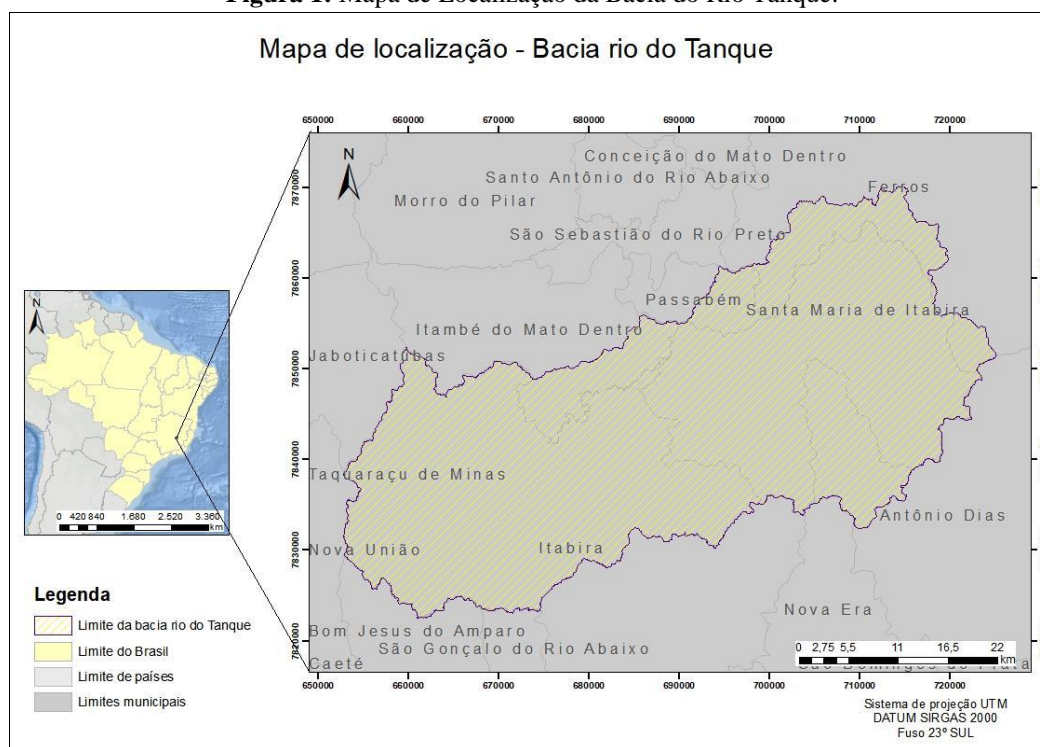 Figura 1: Mapa de Localização da Bacia do Rio Tanque.
Mapa de localização - Bacia rio do Tanque
650000 660000 670000 680000 690000 700000 710000 720000
N
Conceição do Mato Dentro
Santo Antônio do Rio Abaixo
Ferros
7870000
Morro do Pilar
São Sebastião do Rio Preto
7860000
Passabém
Santa Maria de Itabira
Itambé do Mato Dentro
Jaboticatubas
7850000
Taquaraçu de Minas
7840000
Antônio Dias
Nova União
Itabira
7830000
Nova Era
Bom Jesus do Amparo
São Gonçalo do Rio Abaixo
7820000
Caeté
0 2,75 5,5 11 16,5 22
km
650000 660000 670000 680000 690000 700000 710000 720000
N
0 420 840 1.680 2.520 3.360
km
Legenda
Limite da bacia rio do Tanque
Limite do Brasil
Limite de países
Limites municipais
Sistema de projeção UTM
DATUM SIRGAS 2000
Fuso 23º SUL